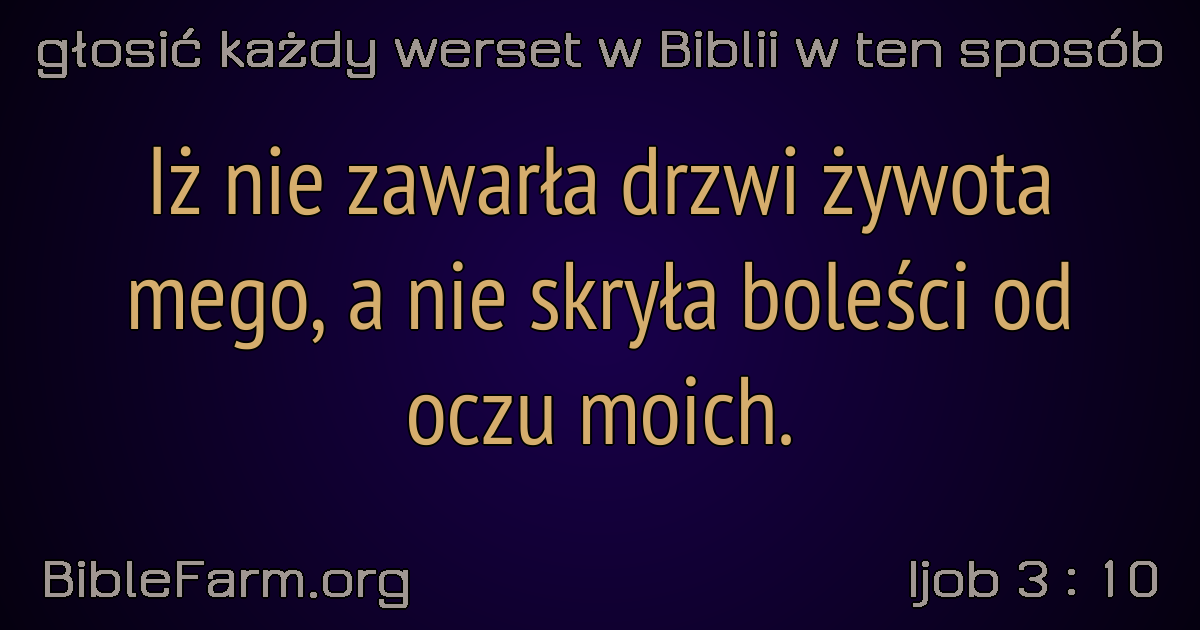 głosić każdy werset w Biblii w ten sposób
Iż nie zawarła drzwi żywota
mego, a nie skryła boleści od
oczu moich.
BibleFarm.org
Ijob 3 : 10